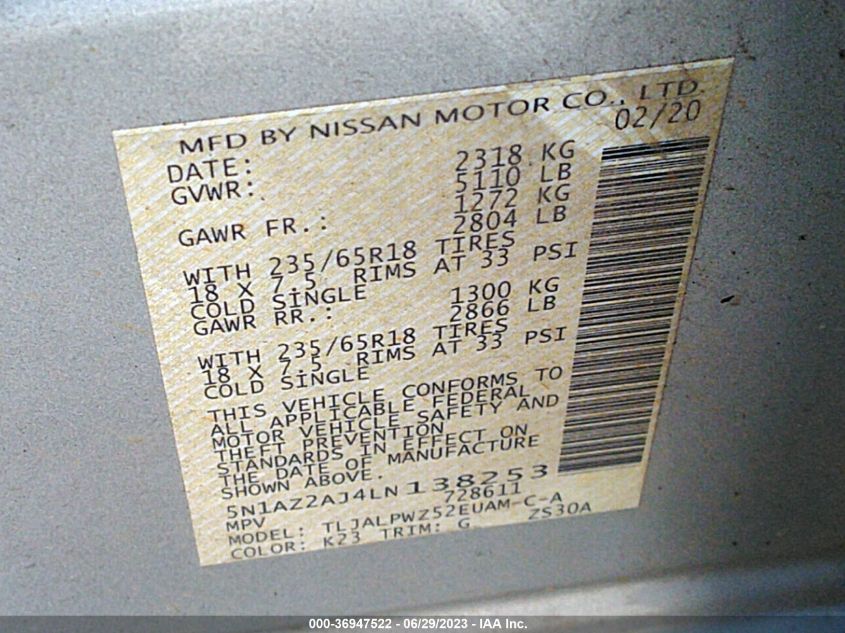 MFD BY NISSAN MOTOR CO., LTD.
DATE: 02/20
GVWR: 2318 KG
5110 LB
GAWR FR.: 1272 KG
2804 LB
WITH 235/65R18 TIRES
18 X 7.5 RIMS AT 33 PSI
COLD SINGLE
GAWR RR.: 1300 KG
2866 LB
WITH 235/65R18 TIRES
18 X 7.5 RIMS AT 33 PSI
COLD SINGLE
THIS VEHICLE CONFORMS TO
ALL APPLICABLE FEDERAL
MOTOR VEHICLE SAFETY AND
THEFT PREVENTION
STANDARDS IN EFFECT ON
THE DATE OF MANUFACTURE
SHOWN ABOVE.
5N1AZ2AJ4LN138253
MPV 728611
MODEL: TLJALPWZ52EUAM-C-A
COLOR: K23 TRIM: G ZS30A
000-36947522 - 06/29/2023 - IAA Inc.